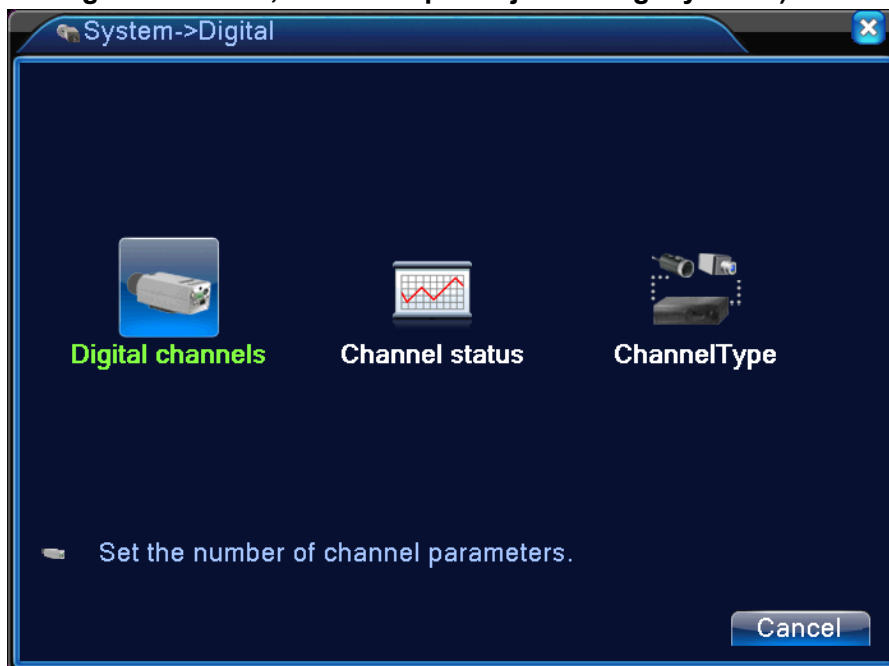 System->Digital
Digital channels Channel status ChannelType
Set the number of channel parameters.
Cancel